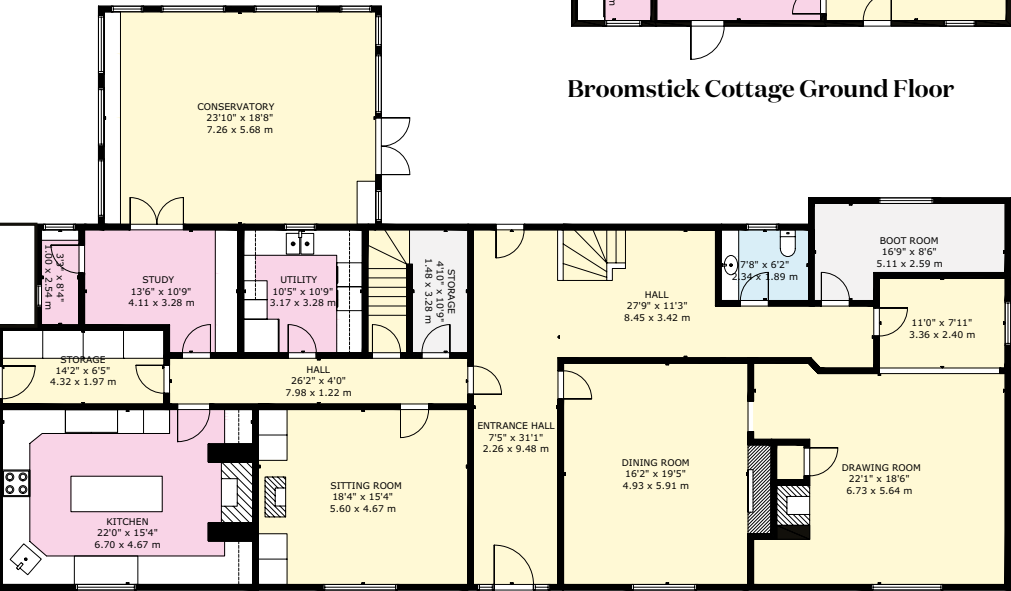 Broomstick Cottage Ground Floor
CONSERVATORY
23'10" x 18'8"
7.26 x 5.68 m
3'3" x 8'4"
1.00 x 2.54 m
STUDY
13'6" x 10'9"
4.11 x 3.28 m
UTILITY
10'5" x 10'9"
3.17 x 3.28 m
STORAGE
4'10" x 10'9"
1.48 x 3.28 m
HALL
27'9" x 11'3"
8.45 x 3.42 m
7'8" x 6'2"
2.34 x 1.89 m
BOOT ROOM
16'9" x 8'6"
5.11 x 2.59 m
11'0" x 7'11"
3.36 x 2.40 m
STORAGE
14'2" x 6'5"
4.32 x 1.97 m
HALL
26'2" x 4'0"
7.98 x 1.22 m
ENTRANCE HALL
7'5" x 31'1"
2.26 x 9.48 m
KITCHEN
22'0" x 15'4"
6.70 x 4.67 m
SITTING ROOM
18'4" x 15'4"
5.60 x 4.67 m
DINING ROOM
16'2" x 19'5"
4.93 x 5.91 m
DRAWING ROOM
22'1" x 18'6"
6.73 x 5.64 m